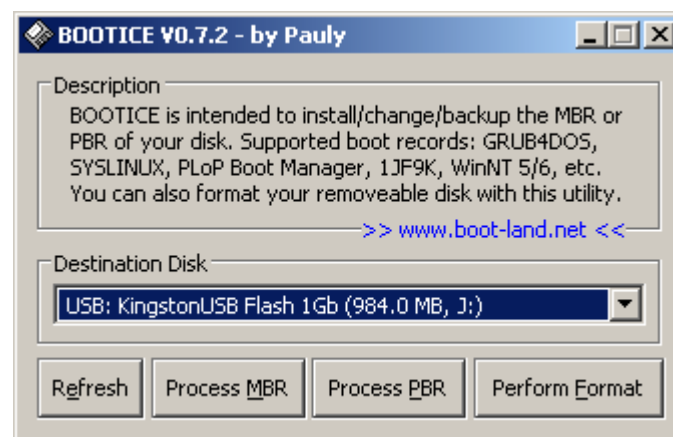 BOOTICE V0.7.2 - by Pauly
Description
BOOTICE is intended to install/change/backup the MBR or
PBR of your disk. Supported boot records: GRUB4DOS,
SYSLINUX, PLoP Boot Manager, 1JF9K, WinNT 5/6, etc.
You can also format your removeable disk with this utility.
>> www.boot-land.net <<
Destination Disk
USB: KingstonUSB Flash 1Gb (984.0 MB, J:)
Refresh Process MBR Process PBR Perform Format